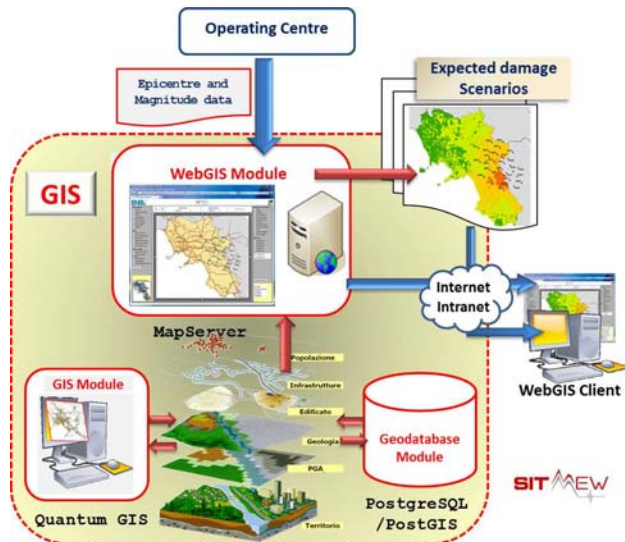 Operating Centre
Epicentre and
Magnitude data
Expected damage
Scenarios
GIS
WebGIS Module
Internet
Intranet
WebGIS Client
MapServer
Popolazione
Infrastrutture
Edificato
Geologia
PGA
Territorio
GIS Module
Quantum GIS
Geodatabase
Module
PostgreSQL
/PostGIS
SIT MEW